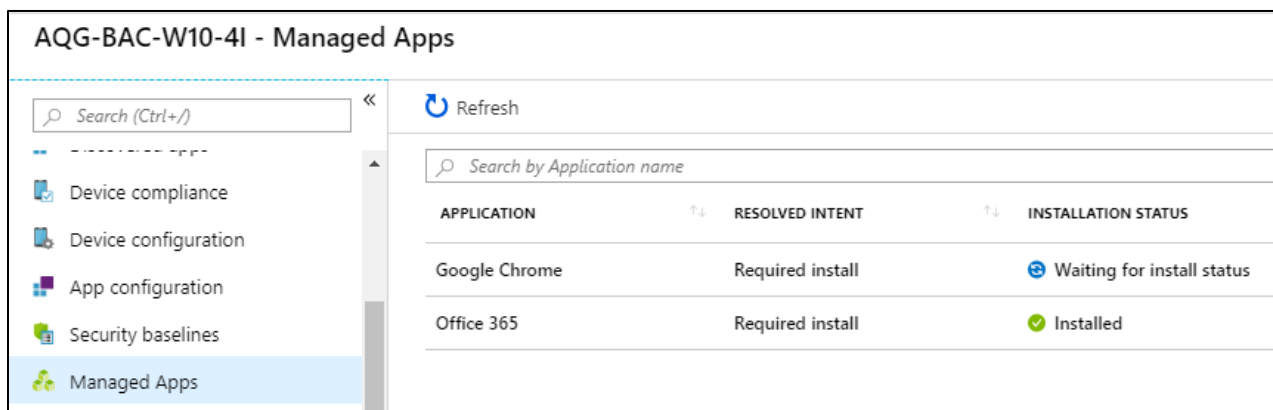 AQG-BAC-W10-4I - Managed Apps
Search (Ctrl+/)
«
Device compliance
Device configuration
App configuration
Security baselines
Managed Apps
Refresh
Search by Application name
APPLICATION ↑↓ RESOLVED INTENT ↑↓ INSTALLATION STATUS
Google Chrome Required install Waiting for install status
Office 365 Required install Installed